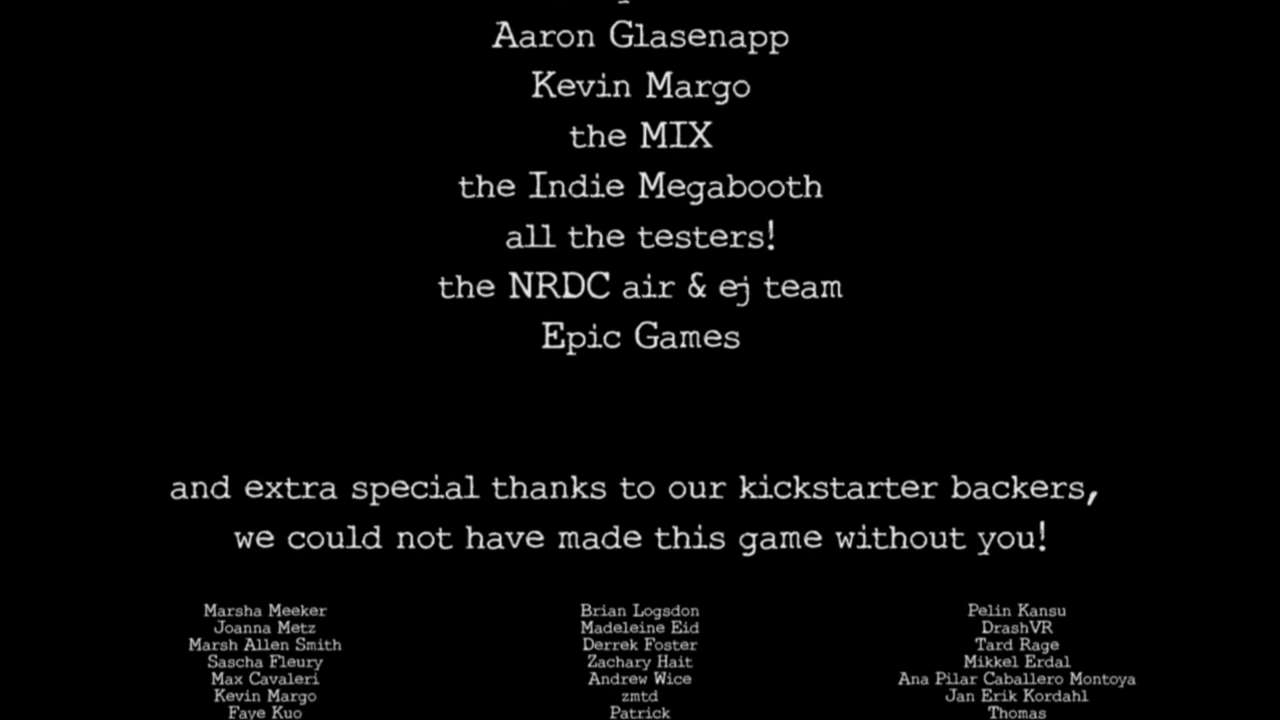 Aaron Glasenapp
Kevin Margo
the MIX
the Indie Megabooth
all the testers!
the NRDC air & ej team
Epic Games
and extra special thanks to our kickstarter backers,
we could not have made this game without you!
Marsha Meeker
Joanna Metz
Marsh Allen Smith
Sascha Fleury
Max Cavaleri
Kevin Margo
Faye Kuo
Brian Logsdon
Madeleine Eid
Derrek Foster
Zachary Hait
Andrew Wice
zmtd
Patrick
Pelin Kansu
DrashVR
Tard Rage
Mikkel Erdal
Ana Pilar Caballero Montoya
Jan Erik Kordahl
Thomas